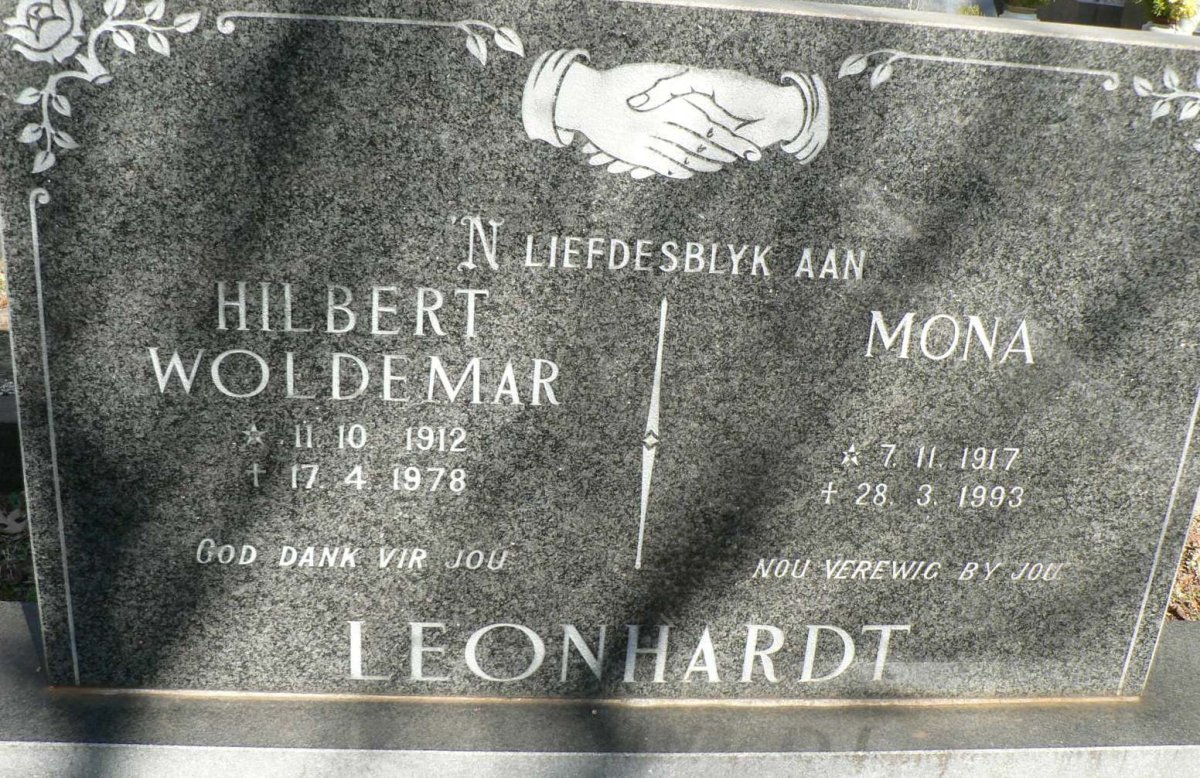 'N LIEFDESBLYK AAN
HILBERT
WOLDEMAR
☆ 11. 10. 1912
† 17. 4. 1978
GOD DANK VIR JOU
MONA
☆ 7. 11. 1917
† 28. 3. 1993
NOU VEREWIG BY JOU
LEONHARDT